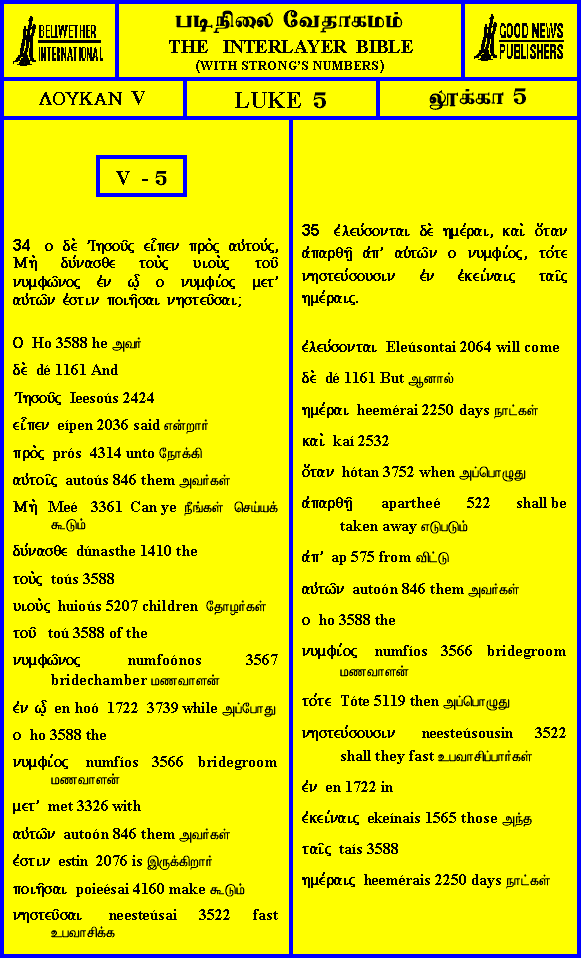 BELLWETHER
INTERNATIONAL
படிநிலை வேதாகமம்
THE INTERLAYER BIBLE
(WITH STRONG'S NUMBERS)
GOOD NEWS
PUBLISHERS
ΛΟΥΚΑΝ V
LUKE 5
லூக்கா 5
V - 5
34 ο δὲ Ἰησοῦς εἶπεν πρὸς αὐτούς,
Μὴ δύνασθε τοὺς υιοὺς τοῦ
νυμφῶνος ἐν ᾧ ο νυμφίος μετ’
αὐτῶν ἐστιν ποιῆσαι νηστεῦσαι;
Ο Ho 3588 he அவர்
δὲ dé 1161 And
Ἰησοῦς Ieesoús 2424
εἶπεν eípen 2036 said என்றார்
πρὸς prós 4314 unto நோக்கி
αὐτοῖς autoús 846 them அவர்கள்
Μὴ Meé 3361 Can ye நீங்கள் செய்யக்
கூடும்
δύνασθε dúnasthe 1410 the
τοὺς toús 3588
υιοὺς huioús 5207 children தோழர்கள்
τοῦ toú 3588 of the
νυμφῶνος numfoónos 3567
bridechamber மணவாளன்
ἐν ᾧ en hoó 1722 3739 while அப்போது
ο ho 3588 the
νυμφίος numfíos 3566 bridegroom
மணவாளன்
μετ’ met 3326 with
αὐτῶν autoón 846 them அவர்கள்
ἐστιν estin 2076 is இருக்கிறார்
ποιῆσαι poieésai 4160 make கூடும்
νηστεῦσαι neesteúsai 3522 fast
உபவாசிக்க
35 ἐλεύσονται δὲ ημέραι, καὶ ὅταν
ἀπαρθῇ ἀπ’ αὐτῶν ο νυμφίος, τότε
νηστεύσουσιν ἐν ἐκείναις ταῖς
ημέραις.
ἐλεύσονται Eleúsontai 2064 will come
δὲ dé 1161 But ஆனால்
ημέραι heemérai 2250 days நாட்கள்
καὶ kaí 2532
ὅταν hótan 3752 when அப்பொழுது
ἀπαρθῇ apartheé 522 shall be
taken away எடுபடும்
ἀπ’ ap 575 from விட்டு
αὐτῶν autoón 846 them அவர்கள்
ο ho 3588 the
νυμφίος numfíos 3566 bridegroom
மணவாளன்
τότε Tóte 5119 then அப்பொழுது
νηστεύσουσιν neesteúsousin 3522
shall they fast உபவாசிப்பார்கள்
ἐν en 1722 in
ἐκείναις ekeínais 1565 those அந்த
ταῖς taís 3588
ημέραις heemérais 2250 days நாட்கள்